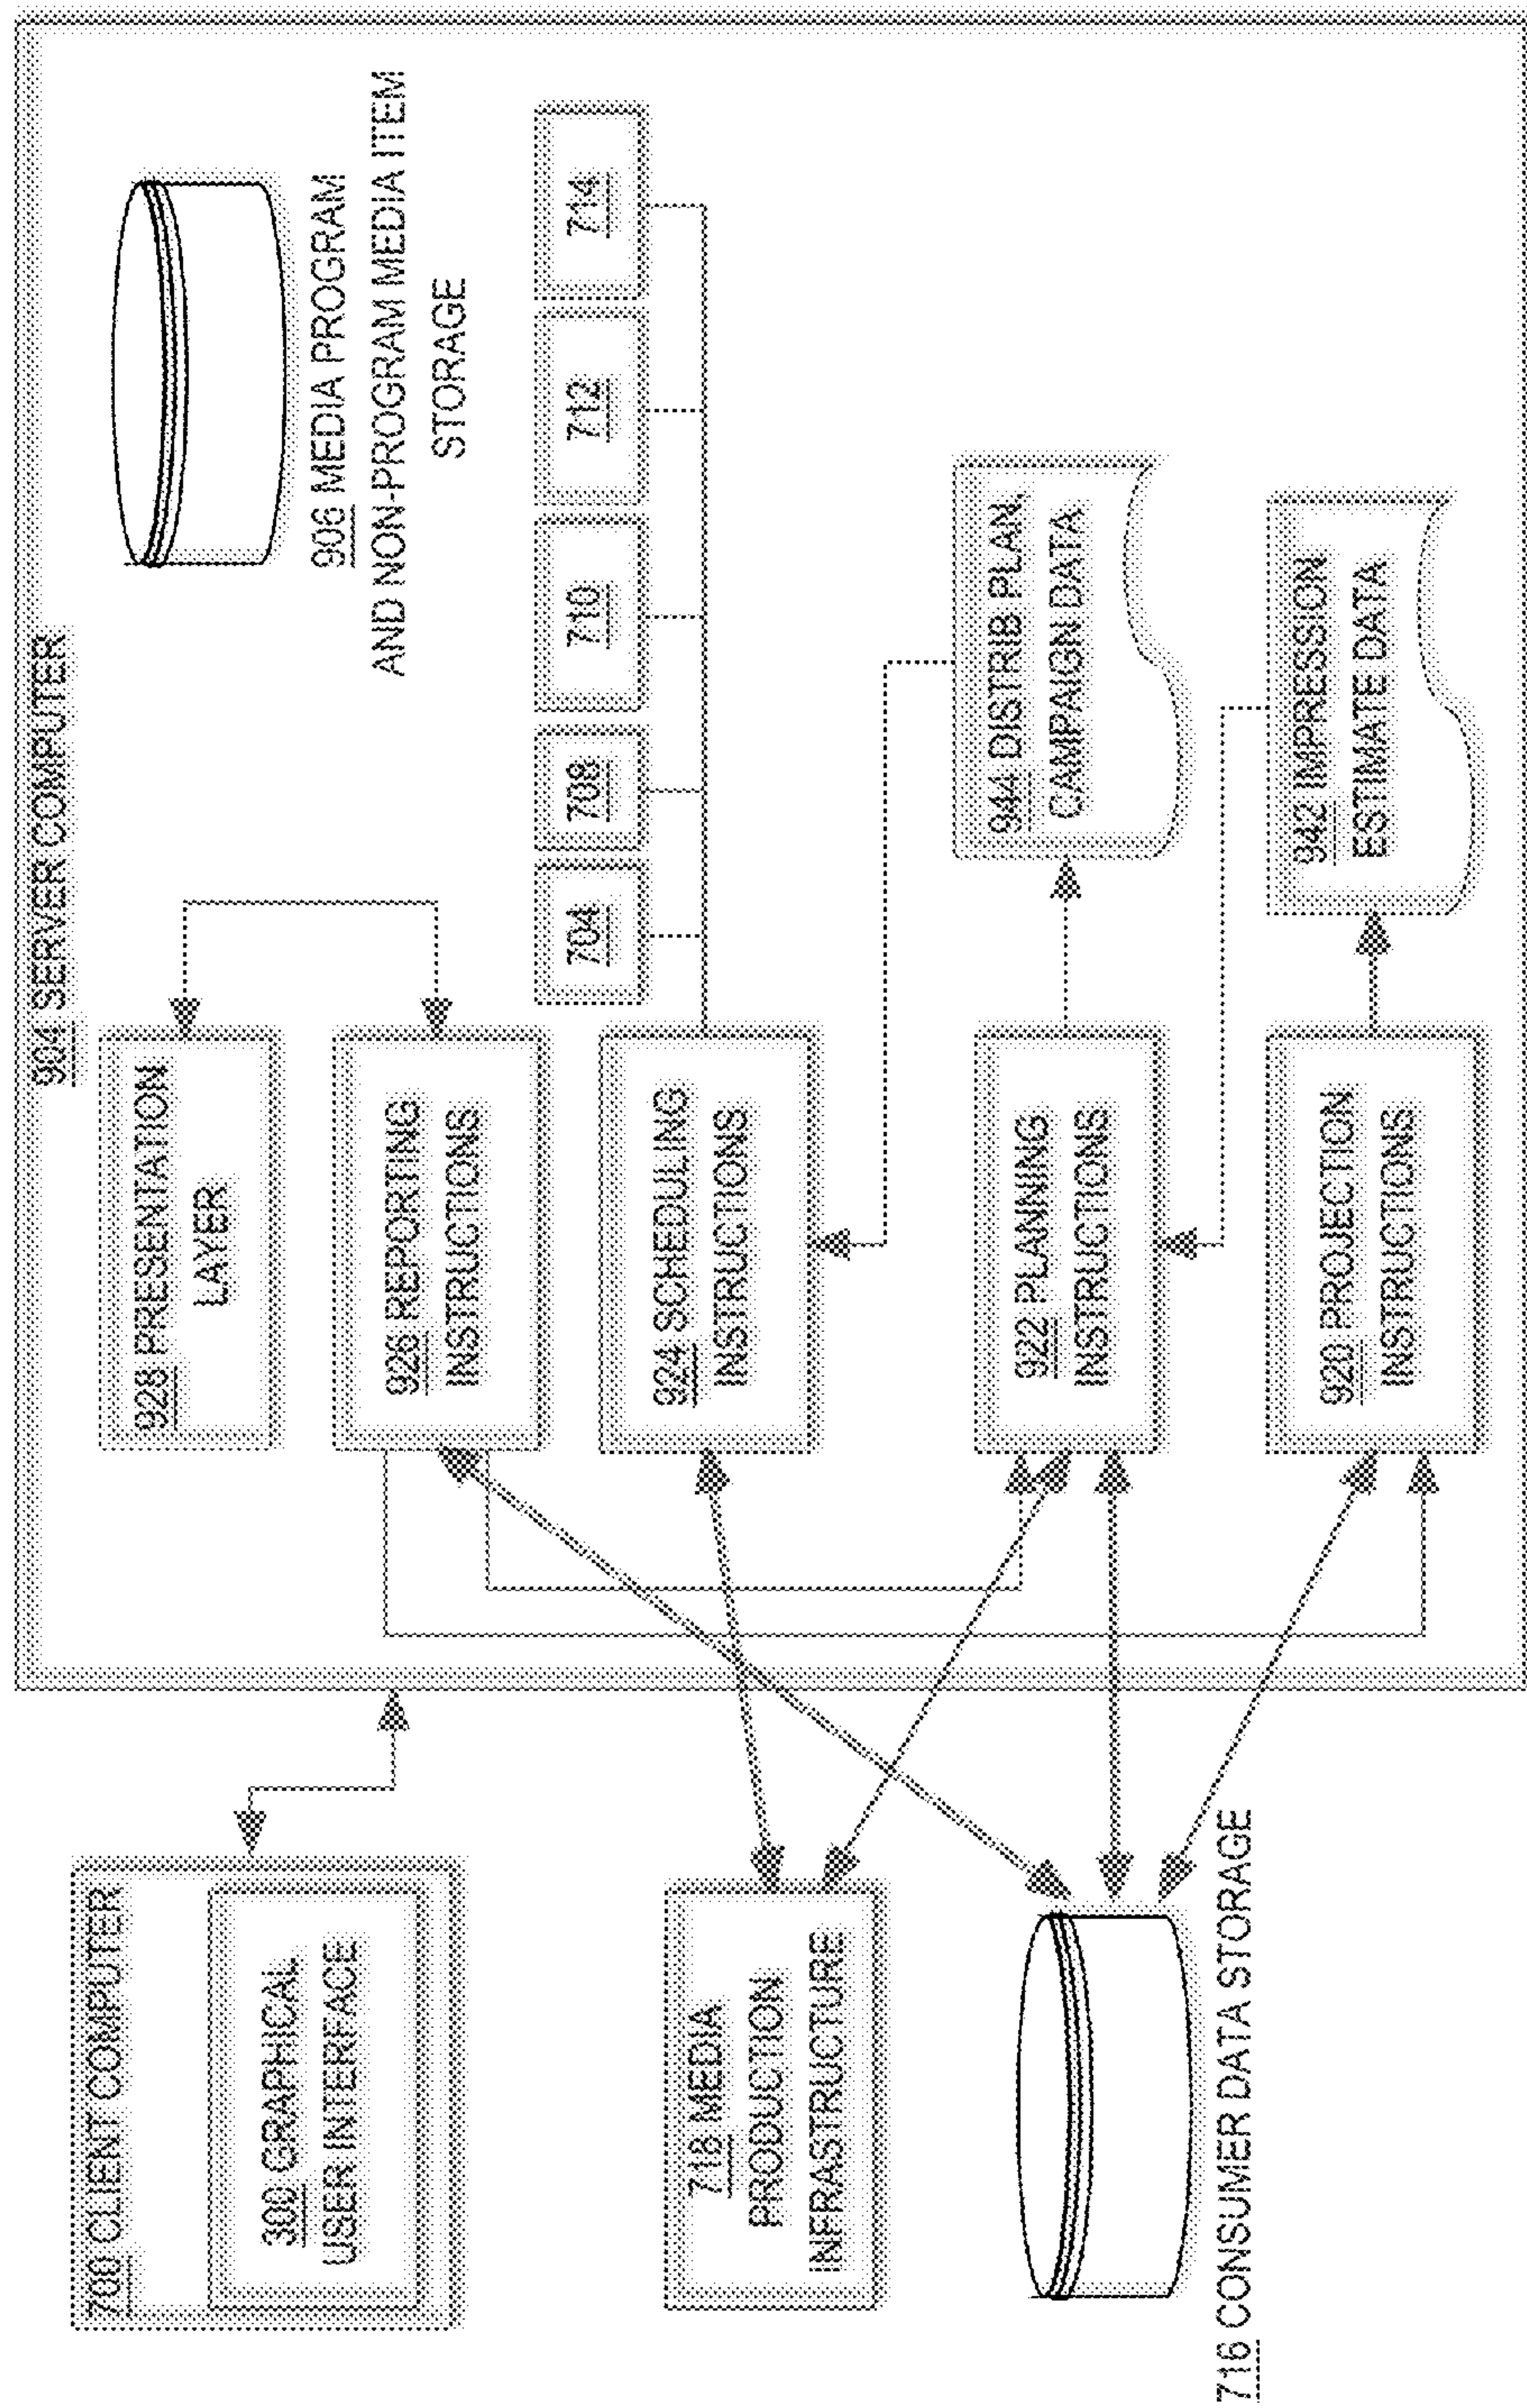 700 CLIENT COMPUTER
300 GRAPHICAL
USER INTERFACE
718 MEDIA
PRODUCTION
INFRASTRUCTURE
716 CONSUMER DATA STORAGE
904 SERVER COMPUTER
928 PRESENTATION
LAYER
926 REPORTING
INSTRUCTIONS
924 SCHEDULING
INSTRUCTIONS
922 PLANNING
INSTRUCTIONS
920 PROJECTION
INSTRUCTIONS
906 MEDIA PROGRAM
AND NON-PROGRAM MEDIA ITEM
STORAGE
704
708
710
712
714
944 DISTRIB PLAN,
CAMPAIGN DATA
942 IMPRESSION
ESTIMATE DATA